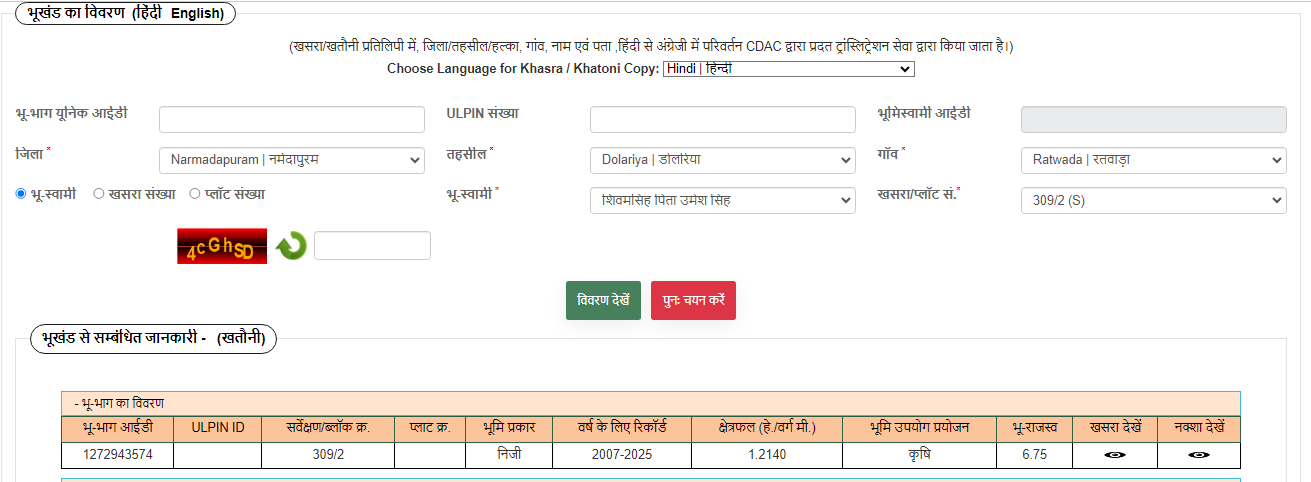 भूखंड का विवरण (हिंदी English)
(खसरा/खतौनी प्रतिलिपी में, जिला/तहसील/हल्का, गांव, नाम एवं पता ,हिंदी से अंग्रेजी में परिवर्तन CDAC द्वारा प्रदत ट्रांस्लिट्रेशन सेवा द्वारा किया जाता है।)
Choose Language for Khasra / Khatoni Copy: Hindi | हिन्दी
भू-भाग यूनिक आईडी ULPIN संख्या भूमिस्वामी आईडी
जिला * Narmadapuram | नर्मदापुरम तहसील * Dolariya | डोलरिया गाँव * Ratwada | रतवाड़ा
भू-स्वामी खसरा संख्या प्लॉट संख्या भू-स्वामी * शिवमसिंह पिता उमेश सिंह खसरा/प्लॉट सं.* 309/2 (S)
4cGhSD
विवरण देखें पुनः चयन करें
भूखंड से सम्बंधित जानकारी - (खतौनी)
- भू-भाग का विवरण
भू-भाग आईडी ULPIN ID सर्वेक्षण/ब्लॉक क्र. प्लाट क्र. भूमि प्रकार वर्ष के लिए रिकॉर्ड क्षेत्रफल (हे./वर्ग मी.) भूमि उपयोग प्रयोजन भू-राजस्व खसरा देखें नक्शा देखें
1272943574 309/2 निजी 2007-2025 1.2140 कृषि 6.75